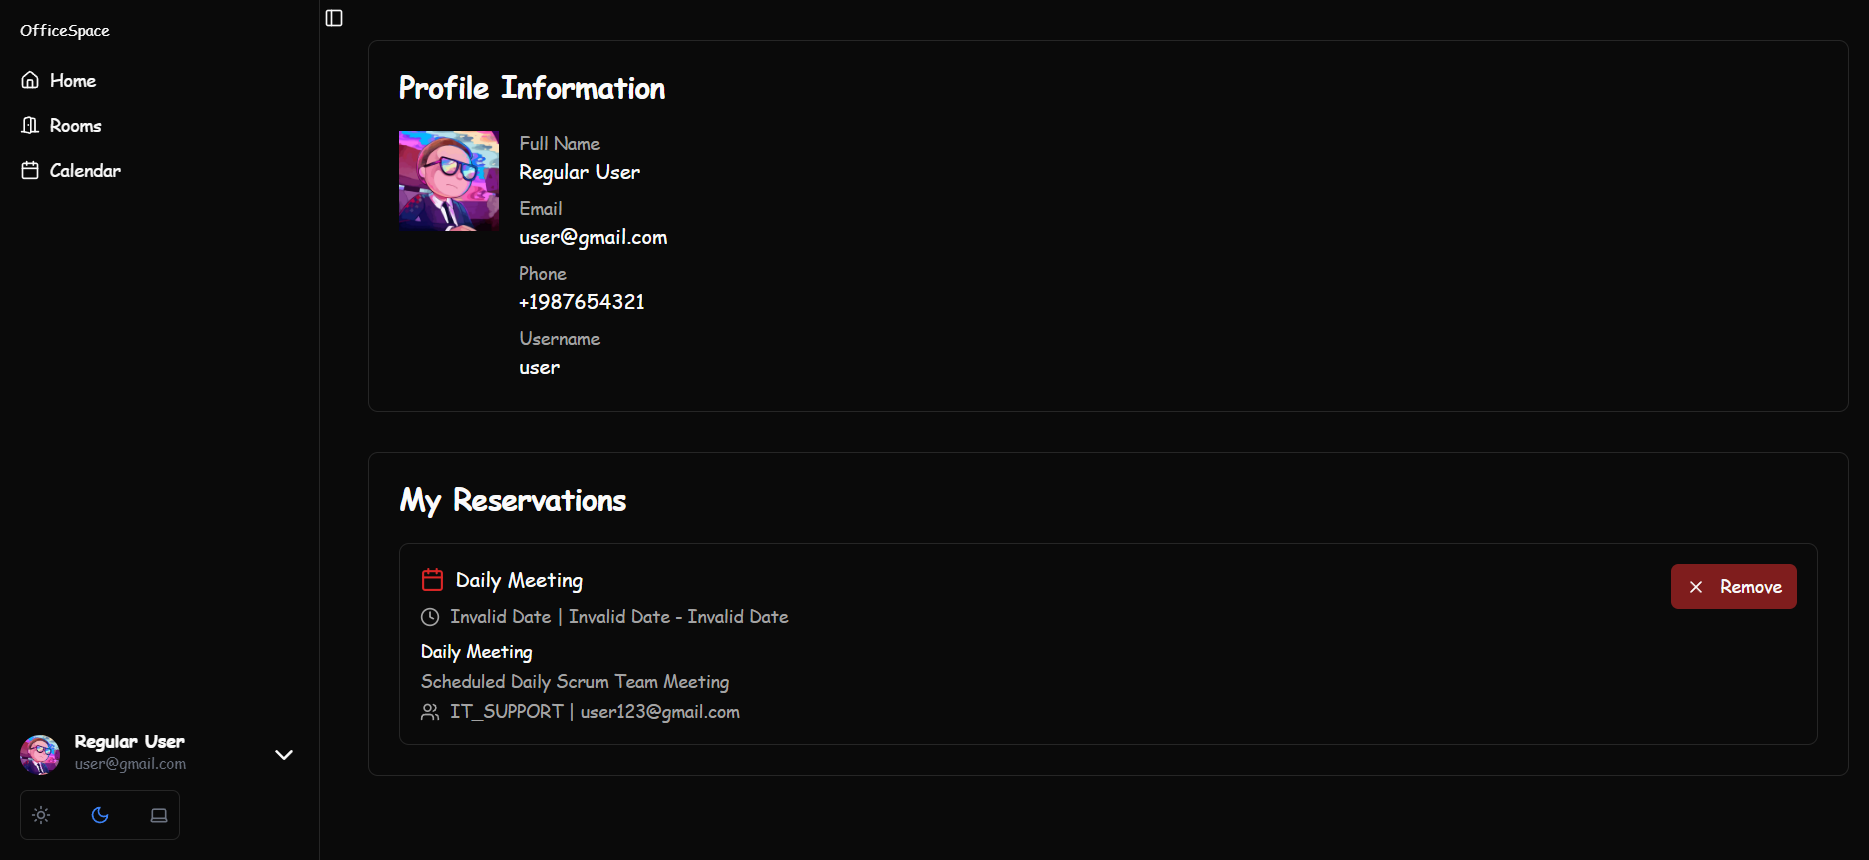 OfficeSpace
Home
Rooms
Calendar
Profile Information
Full Name
Regular User
Email
user@gmail.com
Phone
+1987654321
Username
user
My Reservations
Daily Meeting
Remove
Invalid Date | Invalid Date - Invalid Date
Daily Meeting
Scheduled Daily Scrum Team Meeting
IT_SUPPORT | user123@gmail.com
Regular User
user@gmail.com